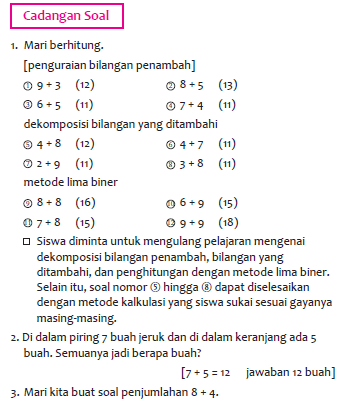 Cadangan Soal
1. Mari berhitung.
[penguraian bilangan penambah]
① 9 + 3 (12) ② 8 + 5 (13)
③ 6 + 5 (11) ④ 7 + 4 (11)
dekomposisi bilangan yang ditambahi
⑤ 4 + 8 (12) ⑥ 4 + 7 (11)
⑦ 2 + 9 (11) ⑧ 3 + 8 (11)
metode lima biner
⑨ 8 + 8 (16) ⑩ 6 + 9 (15)
⑪ 7 + 8 (15) ⑫ 9 + 9 (18)
□ Siswa diminta untuk mengulang pelajaran mengenai
dekomposisi bilangan penambah, bilangan yang
ditambahi, dan penghitungan dengan metode lima biner.
Selain itu, soal nomor ⑤ hingga ⑧ dapat diselesaikan
dengan metode kalkulasi yang siswa sukai sesuai gayanya
masing-masing.
2. Di dalam piring 7 buah jeruk dan di dalam keranjang ada 5
buah. Semuanya jadi berapa buah?
[7 + 5 = 12 jawaban 12 buah]
3. Mari kita buat soal penjumlahan 8 + 4.